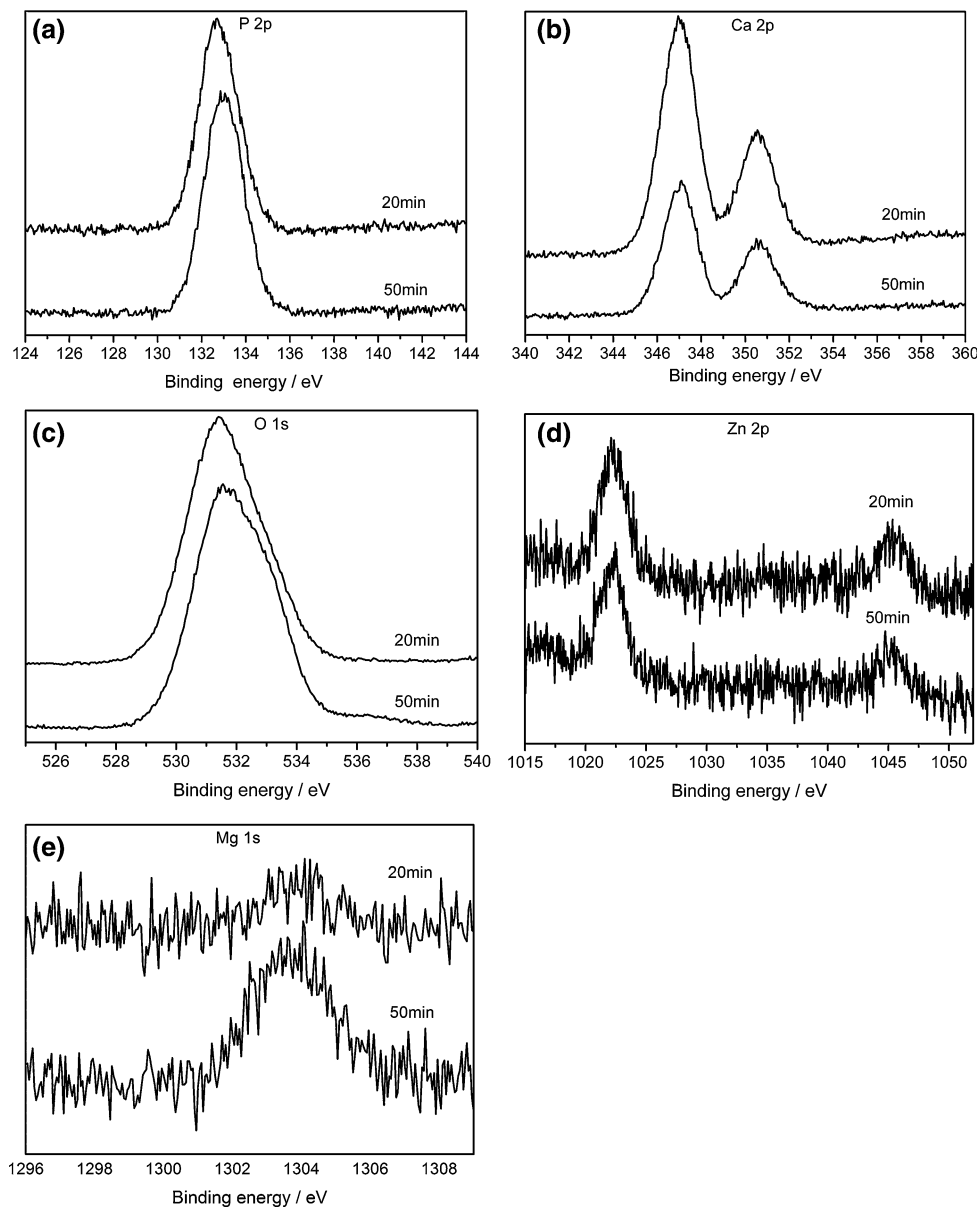 (a) P 2p
20min
50min
124 126 128 130 132 134 136 138 140 142 144
Binding energy / eV
(b) Ca 2p
20min
50min
340 342 344 346 348 350 352 354 356 358 360
Binding energy / eV
(c) O 1s
20min
50min
526 528 530 532 534 536 538 540
Binding energy / eV
(d) Zn 2p
20min
50min
1015 1020 1025 1030 1035 1040 1045 1050
Binding energy / eV
(e) Mg 1s
20min
50min
1296 1298 1300 1302 1304 1306 1308
Binding energy / eV